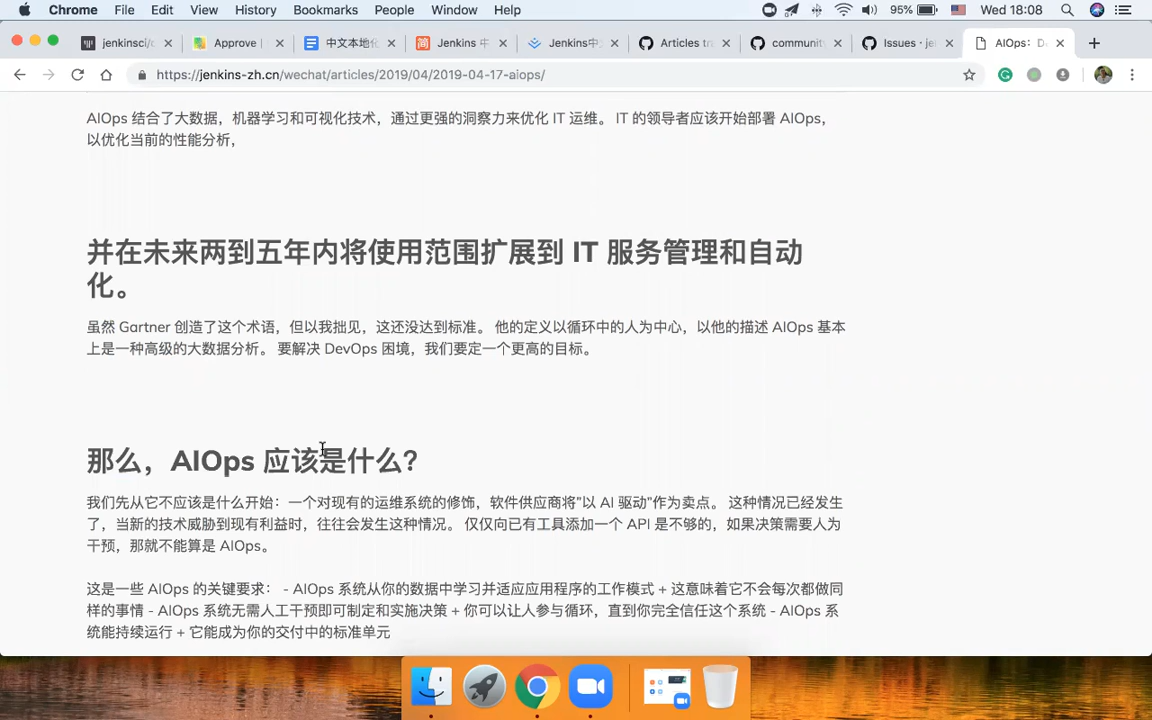 Chrome File Edit View History Bookmarks People Window Help 95% Wed 18:08
jenkinsci/ Approve | 中文本地化 Jenkins 中 Jenkins中 Articles tra community Issues · je AIOps: D
https://jenkins-zh.cn/wechat/articles/2019/04/2019-04-17-aiops/
AIOps 结合了大数据，机器学习和可视化技术，通过更强的洞察力来优化 IT 运维。 IT 的领导者应该开始部署 AIOps，
以优化当前的性能分析，
并在未来两到五年内将使用范围扩展到 IT 服务管理和自动
化。
虽然 Gartner 创造了这个术语，但以我拙见，这还没达到标准。 他的定义以循环中的人为中心，以他的描述 AIOps 基本
上是一种高级的大数据分析。 要解决 DevOps 困境，我们要定一个更高的目标。
那么，AIOps 应该是什么?
我们先从它不应该是什么开始：一个对现有的运维系统的修饰，软件供应商将"以 AI 驱动"作为卖点。 这种情况已经发生
了，当新的技术威胁到现有利益时，往往会发生这种情况。 仅仅向已有工具添加一个 API 是不够的，如果决策需要人为
干预，那就不能算是 AIOps。
这是一些 AIOps 的关键要求： - AIOps 系统从你的数据中学习并适应应用程序的工作模式 + 这意味着它不会每次都做同
样的事情 - AIOps 系统无需人工干预即可制定和实施决策 + 你可以让人参与循环，直到你完全信任这个系统 - AIOps 系
统能持续运行 + 它能成为你的交付中的标准单元